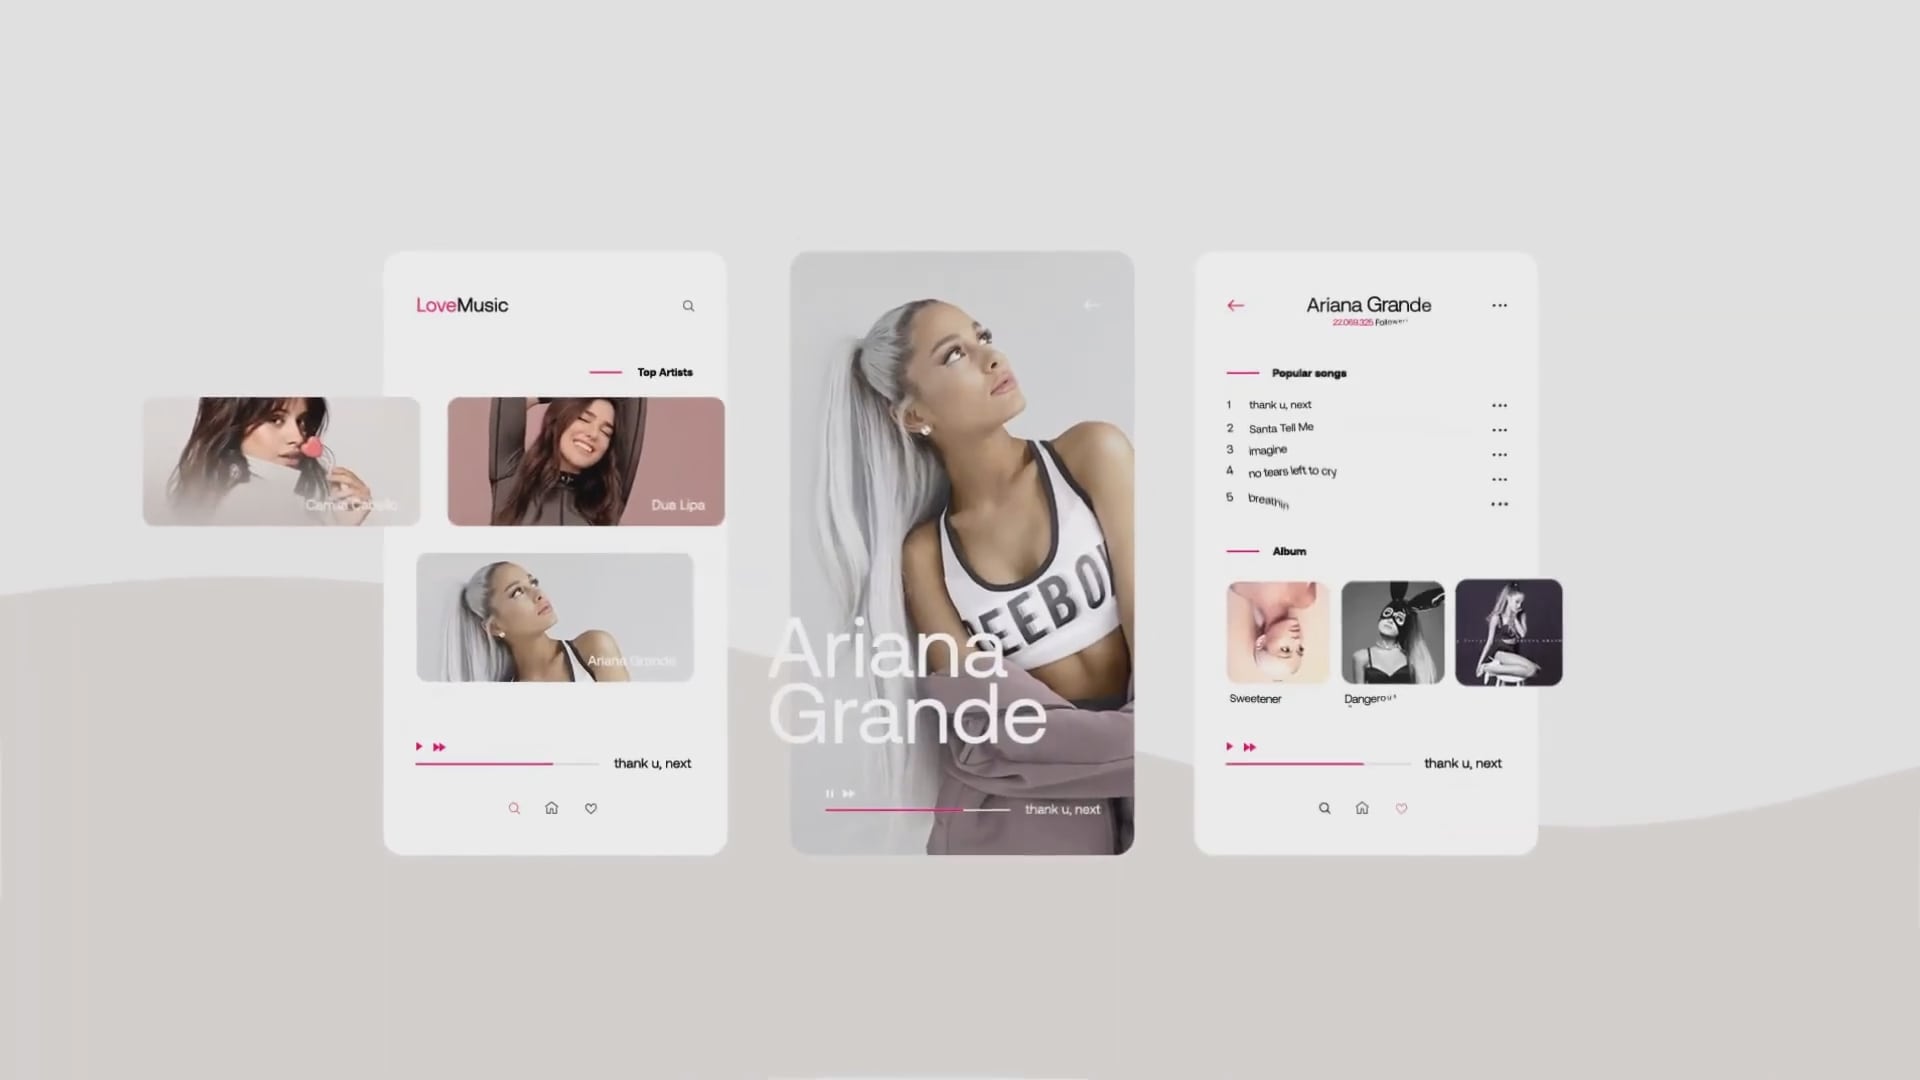 LoveMusic
Top Artists
Camila Cabello
Dua Lipa
Ariana Grande
thank u, next
REEBO
Ariana
Grande
thank u, next
Ariana Grande
22.069.325 Followers
Popular songs
1 thank u, next
2 Santa Tell Me
3 imagine
4 no tears left to cry
5 breathin
Album
Sweetener
Dangerou
thank u, next